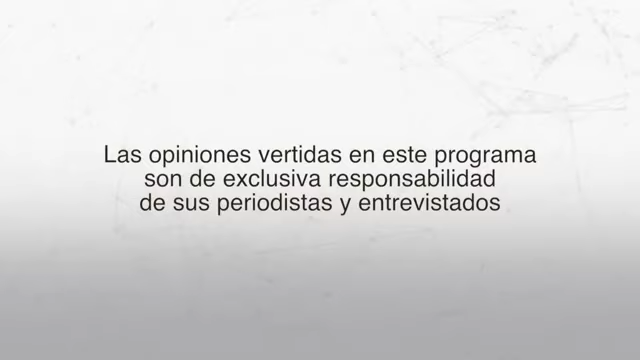 Las opiniones vertidas en este programa
son de exclusiva responsabilidad
de sus periodistas y entrevistados